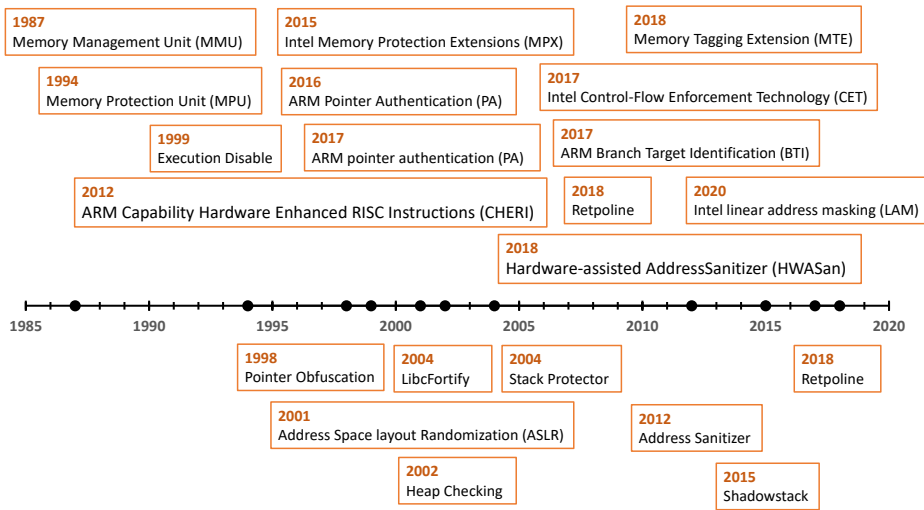 1987
Memory Management Unit (MMU)
2015
Intel Memory Protection Extensions (MPX)
2018
Memory Tagging Extension (MTE)
1994
Memory Protection Unit (MPU)
2016
ARM Pointer Authentication (PA)
2017
Intel Control-Flow Enforcement Technology (CET)
1999
Execution Disable
2017
ARM pointer authentication (PA)
2017
ARM Branch Target Identification (BTI)
2012
ARM Capability Hardware Enhanced RISC Instructions (CHERI)
2018
Retpoline
2020
Intel linear address masking (LAM)
2018
Hardware-assisted AddressSanitizer (HWASan)
1985 1990 1995 2000 2005 2010 2015 2020
1998
Pointer Obfuscation
2004
LibcFortify
2004
Stack Protector
2018
Retpoline
2001
Address Space layout Randomization (ASLR)
2012
Address Sanitizer
2002
Heap Checking
2015
Shadowstack